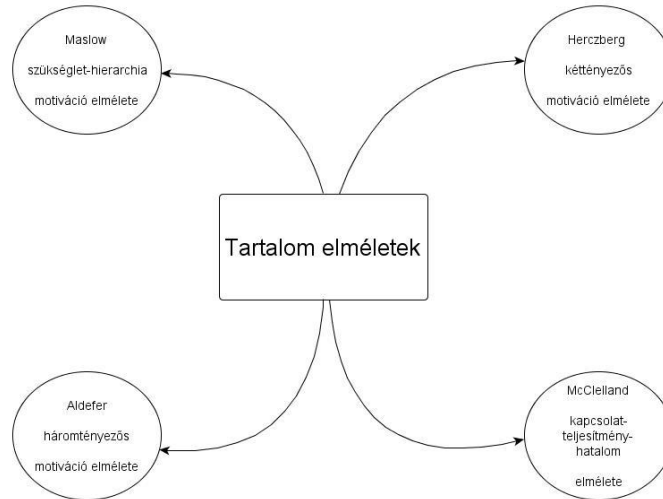 Maslow
szükséglet-hierarchia
motiváció elmélete
Herczberg
kéttényezős
motiváció elmélete
Tartalom elméletek
Aldefer
háromtényezős
motiváció elmélete
McClelland
kapcsolat-
teljesítmény-
hatalom
elmélete